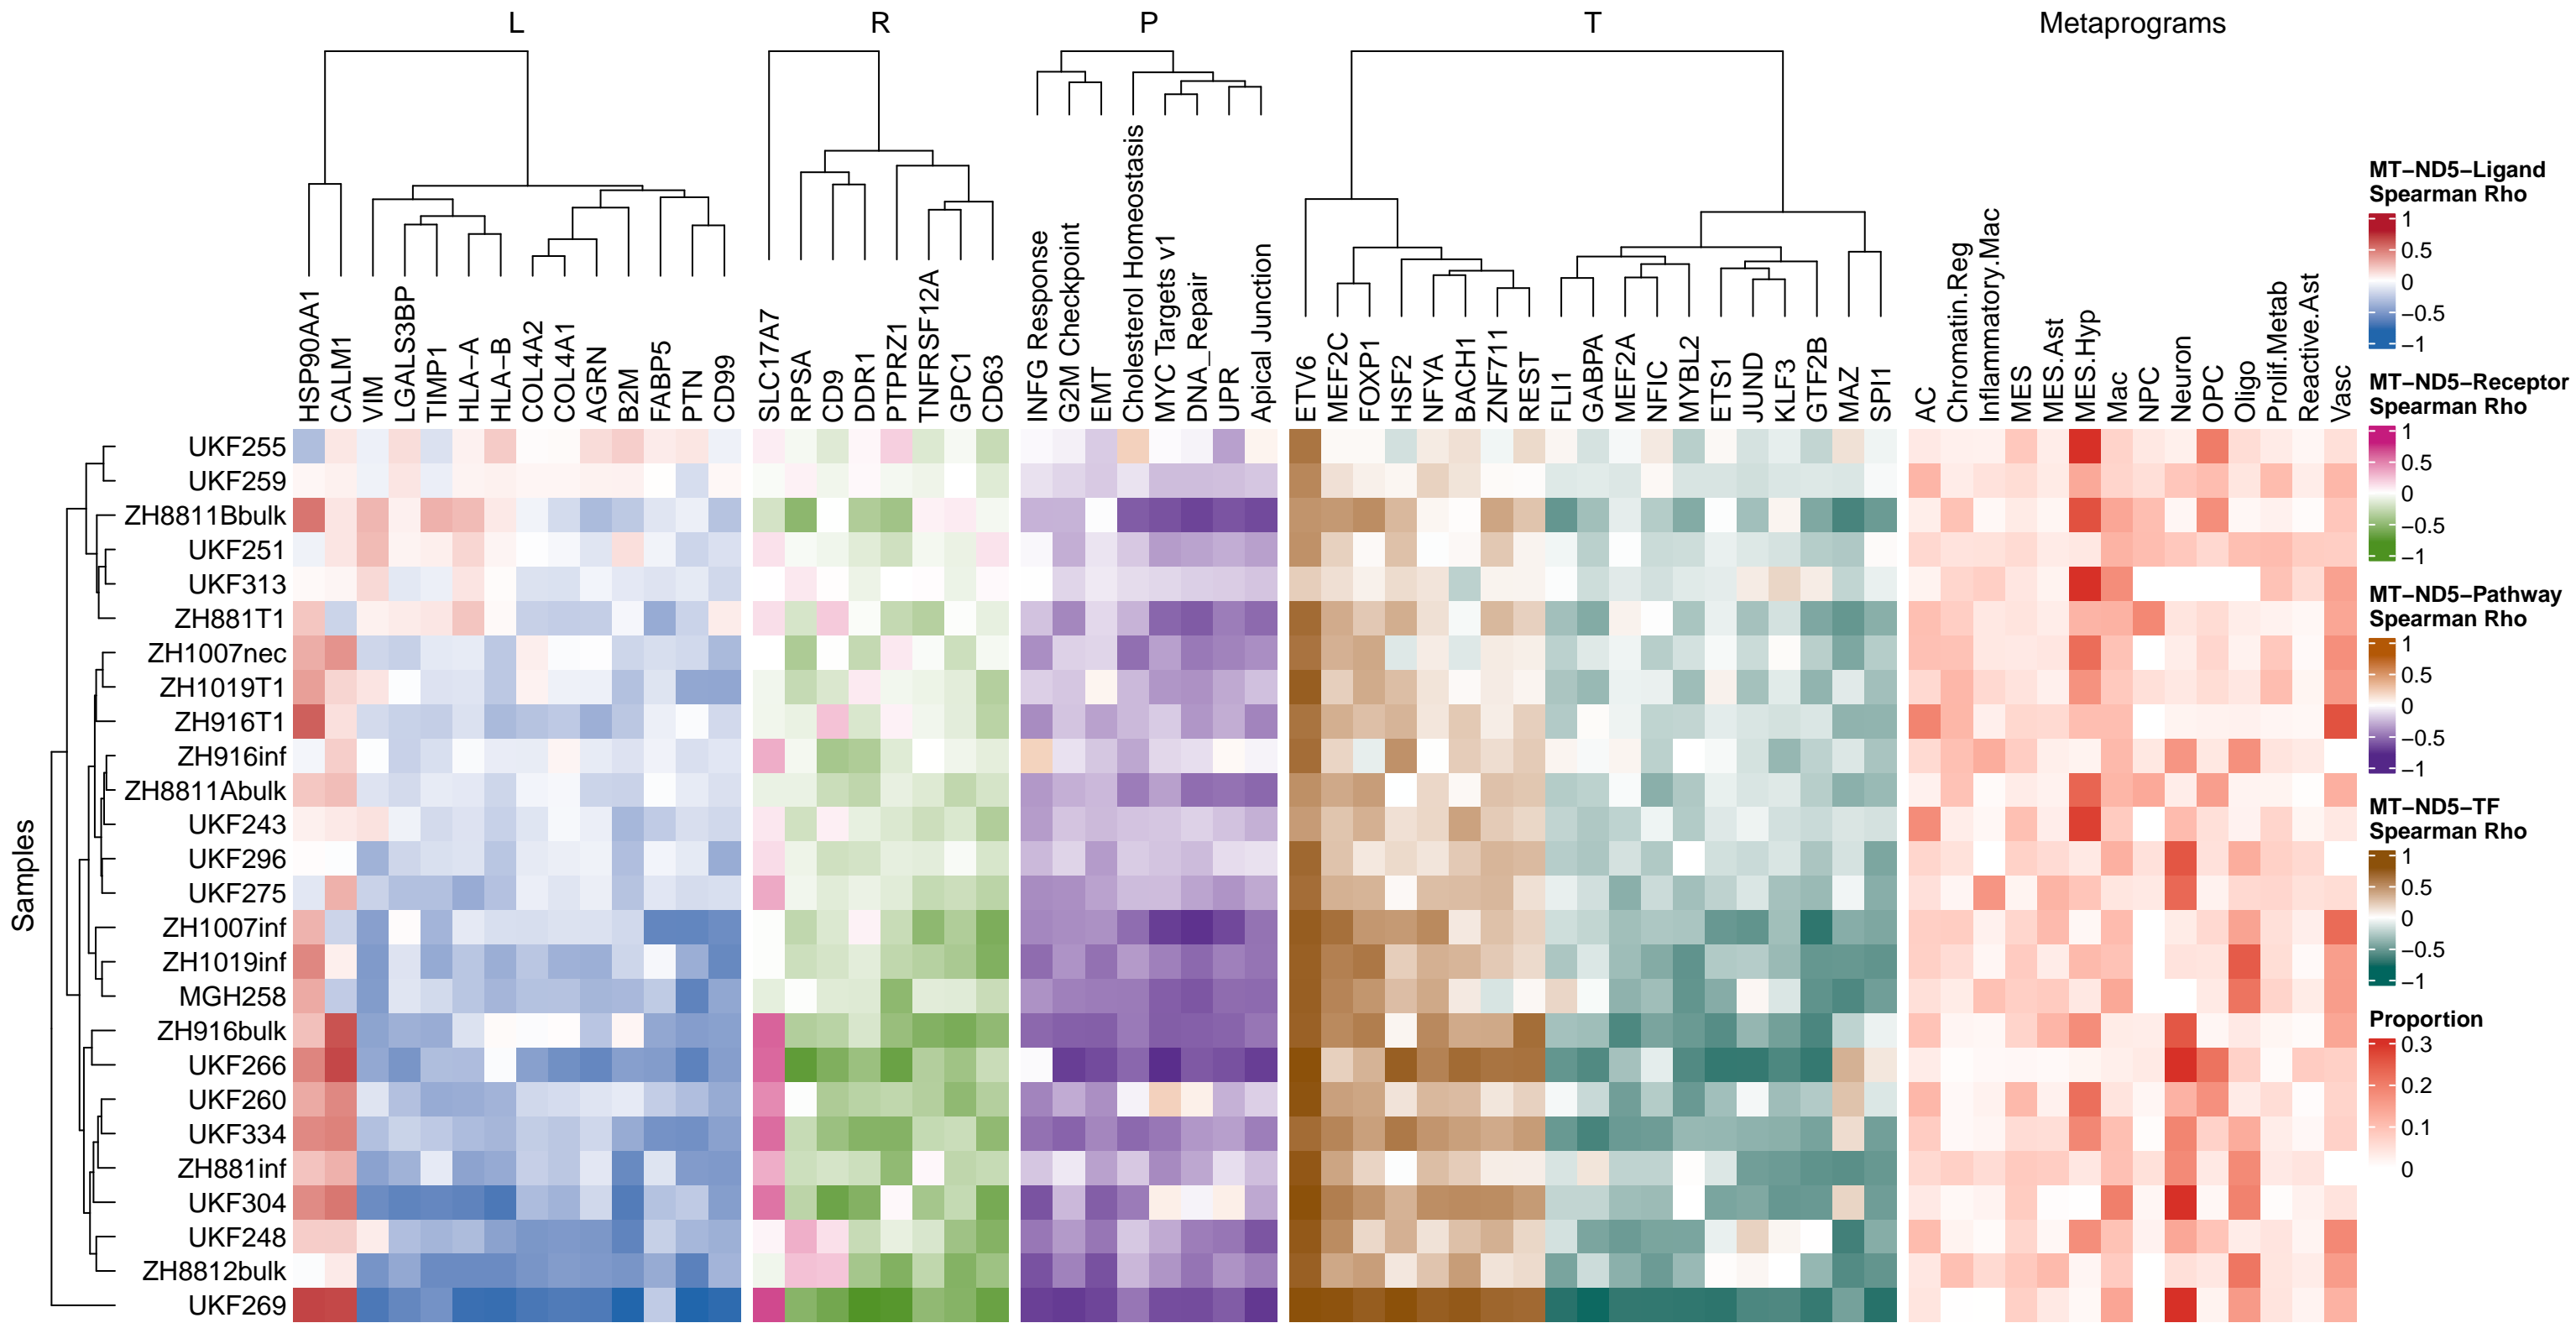 L
R
P
T
Metaprograms
HSP90AA1
CALM1
VIM
LGALS3BP
TIMP1
HLA−A
HLA−B
COL4A2
COL4A1
AGRN
B2M
FABP5
PTN
CD99
SLC17A7
RPSA
CD9
DDR1
PTPRZ1
TNFRSF12A
GPC1
CD63
INFG Response
G2M Checkpoint
EMT
Cholesterol Homeostasis
MYC Targets v1
DNA_Repair
UPR
Apical Junction
ETV6
MEF2C
FOXP1
HSF2
NFYA
BACH1
ZNF711
REST
FLI1
GABPA
MEF2A
NFIC
MYBL2
ETS1
JUND
KLF3
GTF2B
MAZ
SPI1
AC
Chromatin.Reg
Inflammatory.Mac
MES
MES.Ast
MES.Hyp
Mac
NPC
Neuron
OPC
Oligo
Prolif.Metab
Reactive.Ast
Vasc
Samples
UKF255
UKF259
ZH8811Bbulk
UKF251
UKF313
ZH881T1
ZH1007nec
ZH1019T1
ZH916T1
ZH916inf
ZH8811Abulk
UKF243
UKF296
UKF275
ZH1007inf
ZH1019inf
MGH258
ZH916bulk
UKF266
UKF260
UKF334
ZH881inf
UKF304
UKF248
ZH8812bulk
UKF269
MT−ND5−Ligand
Spearman Rho
1
0.5
0
−0.5
−1
MT−ND5−Receptor
Spearman Rho
1
0.5
0
−0.5
−1
MT−ND5−Pathway
Spearman Rho
1
0.5
0
−0.5
−1
MT−ND5−TF
Spearman Rho
1
0.5
0
−0.5
−1
Proportion
0.3
0.2
0.1
0